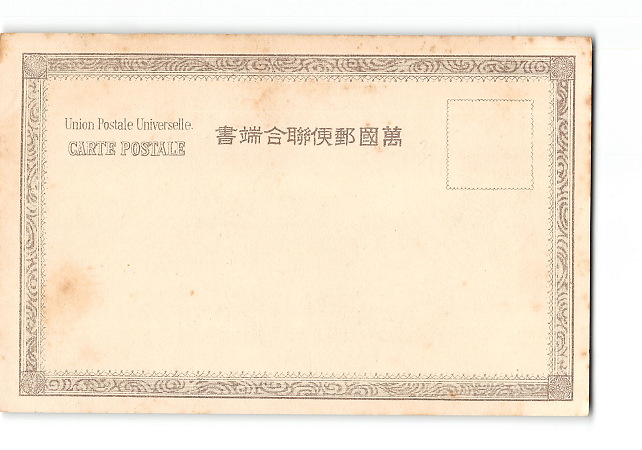 Union Postale Universelle.
CARTE POSTALE
萬國郵便聯合端書